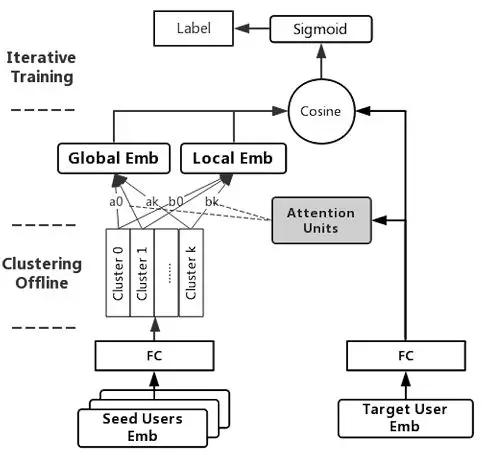 Label
Sigmoid
Iterative
Training
Cosine
Global Emb
Local Emb
a0
ak
b0
bk
Attention
Units
Clustering
Offline
Cluster 0
Cluster 1
......
Cluster k
FC
FC
Seed Users
Emb
Target User
Emb